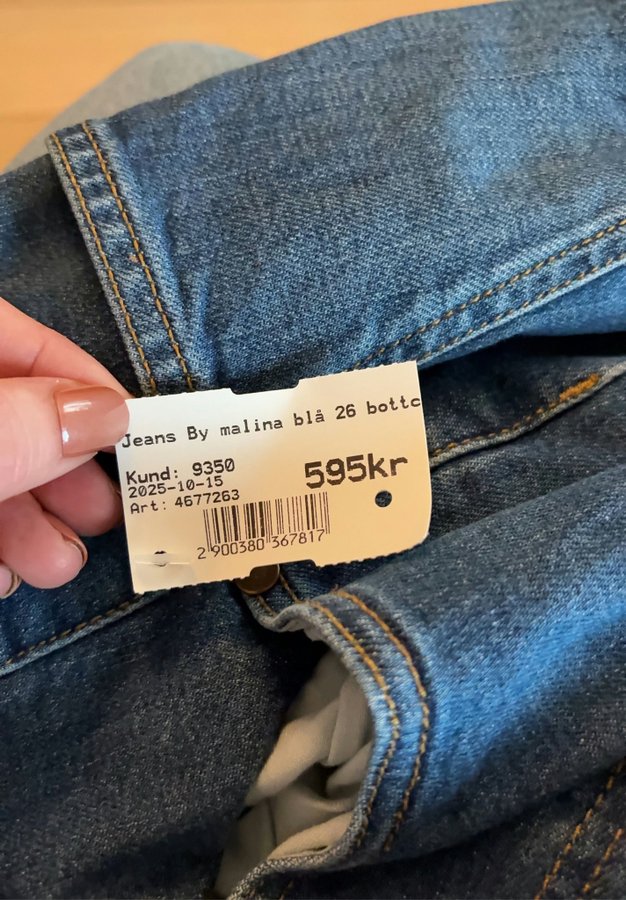 Jeans By malina blå 26 bottc
Kund: 9350
595kr
2025-10-15
Art: 4677263
2 900380 367817